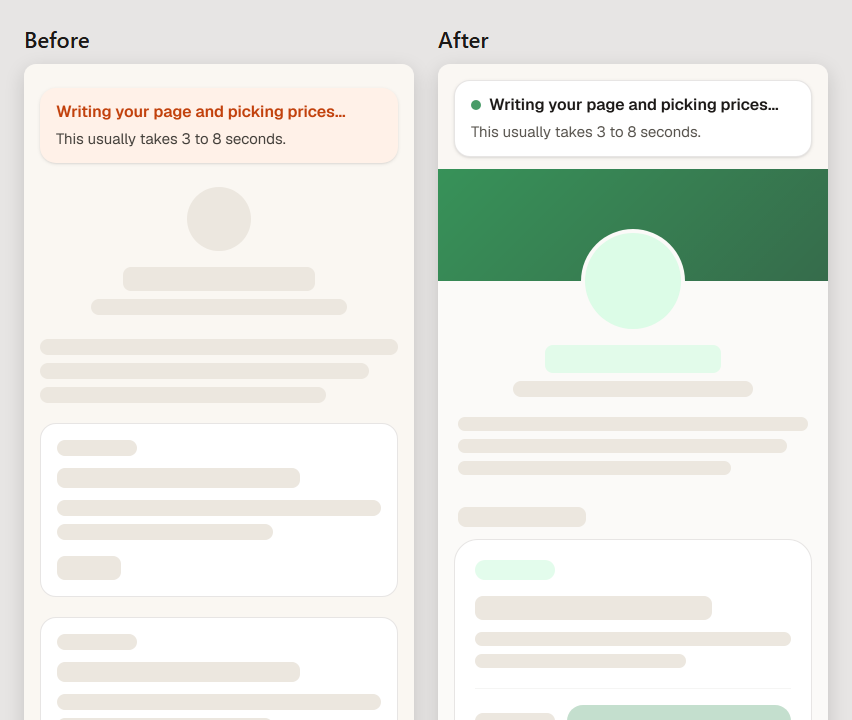 Before
After
Writing your page and picking prices...
This usually takes 3 to 8 seconds.
Writing your page and picking prices...
This usually takes 3 to 8 seconds.